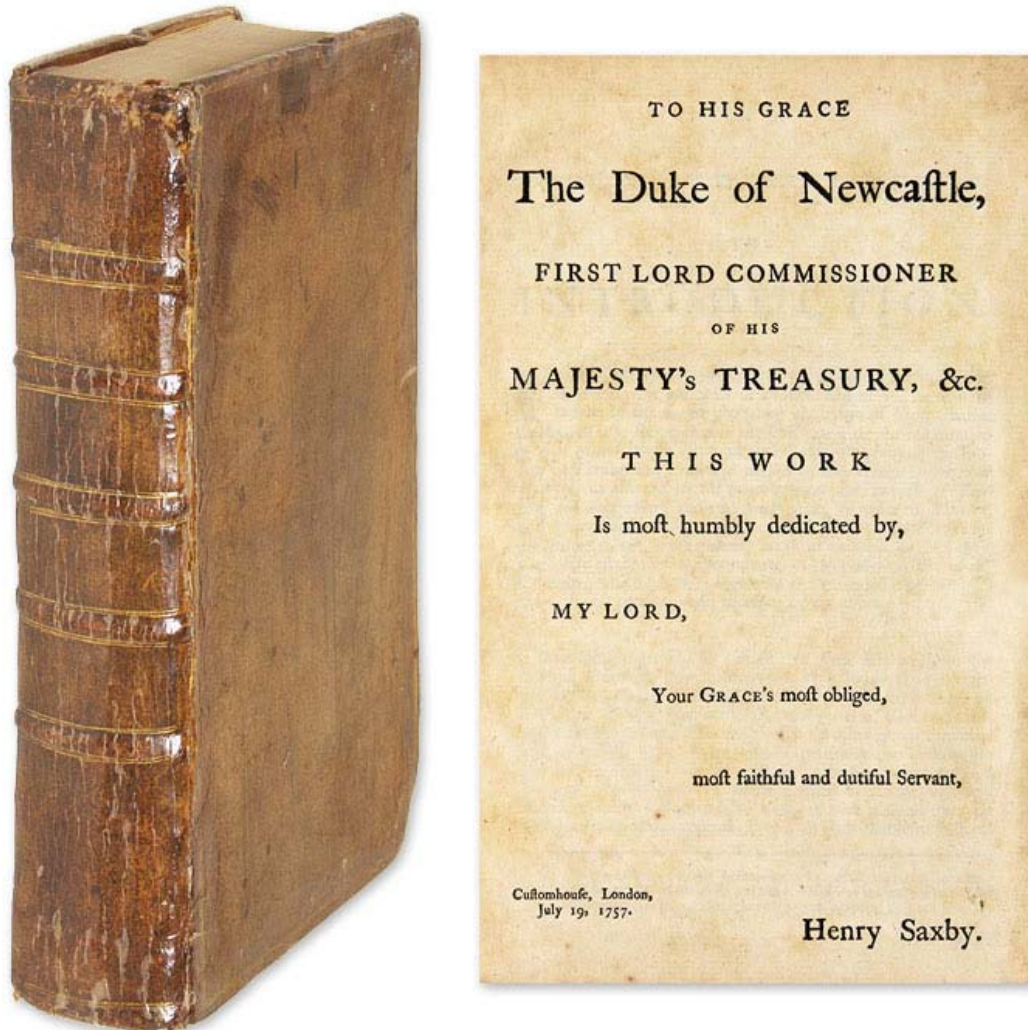 TO HIS GRACE
The Duke of Newcaſtle,
FIRST LORD COMMISSIONER
OF HIS
MAJESTY's TREASURY, &c.
THIS WORK
Is moſt humbly dedicated by,
MY LORD,
Your GRACE's moſt obliged,
moſt faithful and dutiful Servant,
Cuſtomhouſe, London,
July 19, 1757.
Henry Saxby.